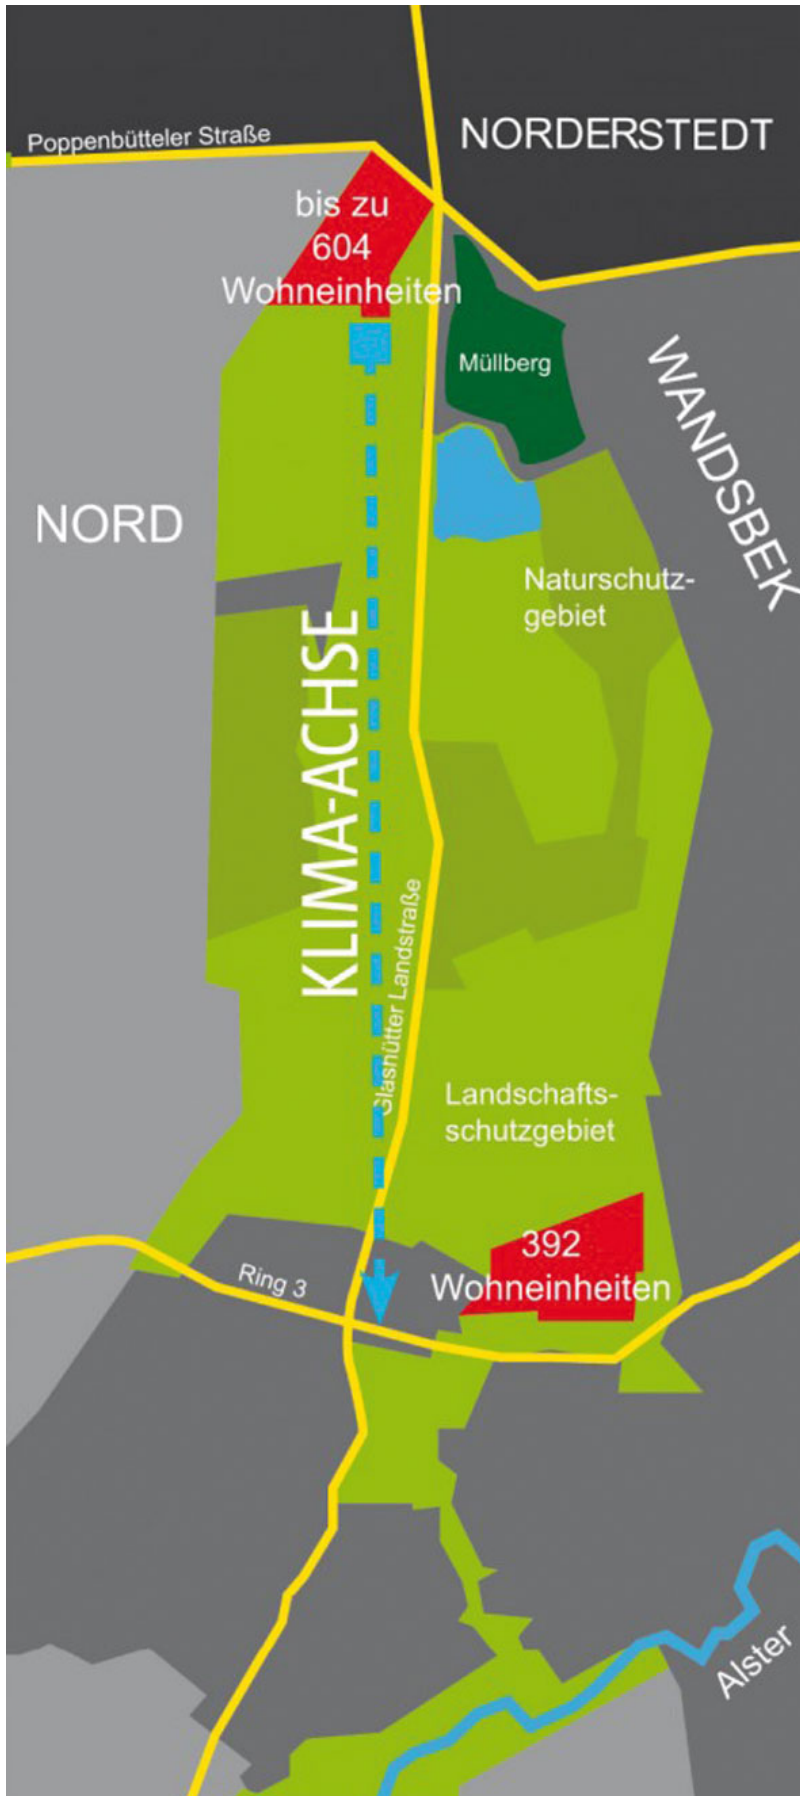 Poppenbütteler Straße
NORDERSTEDT
bis zu
604
Wohneinheiten
Müllberg
WANDSBEK
NORD
Naturschutz-
gebiet
KLIMA-ACHSE
Glashütter Landstraße
Landschafts-
schutzgebiet
392
Wohneinheiten
Ring 3
Alster